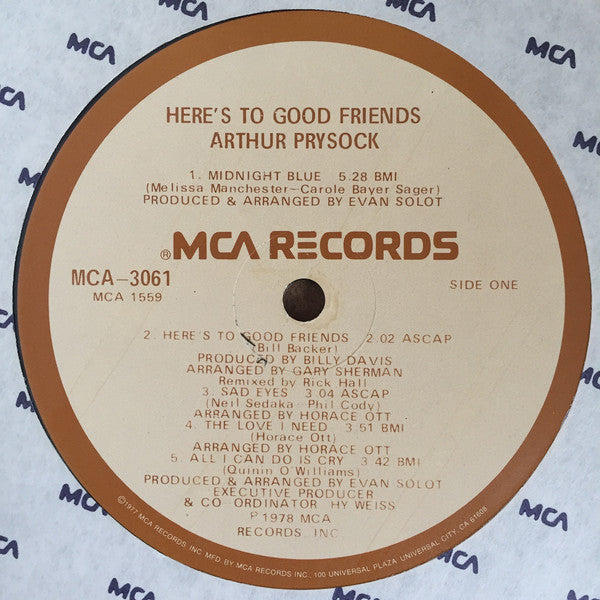 HERE'S TO GOOD FRIENDS
ARTHUR PRYSOCK
1. MIDNIGHT BLUE 5.28 BMI
(Melissa Manchester-Carole Bayer Sager)
PRODUCED & ARRANGED BY EVAN SOLOT
®MCA RECORDS
MCA-3061
MCA 1559
SIDE ONE
2. HERE'S TO GOOD FRIENDS 2.02 ASCAP
(Bill Backer)
PRODUCED BY BILLY DAVIS
ARRANGED BY GARY SHERMAN
Remixed by Rick Hall
3. SAD EYES 3.04 ASCAP
(Neil Sedaka- Phil Cody)
ARRANGED BY HORACE OTT
4. THE LOVE I NEED 3.51 BMI
(Horace Ott)
ARRANGED BY HORACE OTT
5. ALL I CAN DO IS CRY 3.42 BMI
(Quinin O'Williams)
PRODUCED & ARRANGED BY EVAN SOLOT
EXECUTIVE PRODUCER
& CO-ORDINATOR HY WEISS
℗ 1978 MCA
RECORDS, INC
©1977 MCA RECORDS INC. MFD BY MCA RECORDS INC., 100 UNIVERSAL PLAZA, UNIVERSAL CITY, CA 91608
MCA
MCA
MCA
MCA
MCA
MCA
MCA
MCA
MCA
MCA